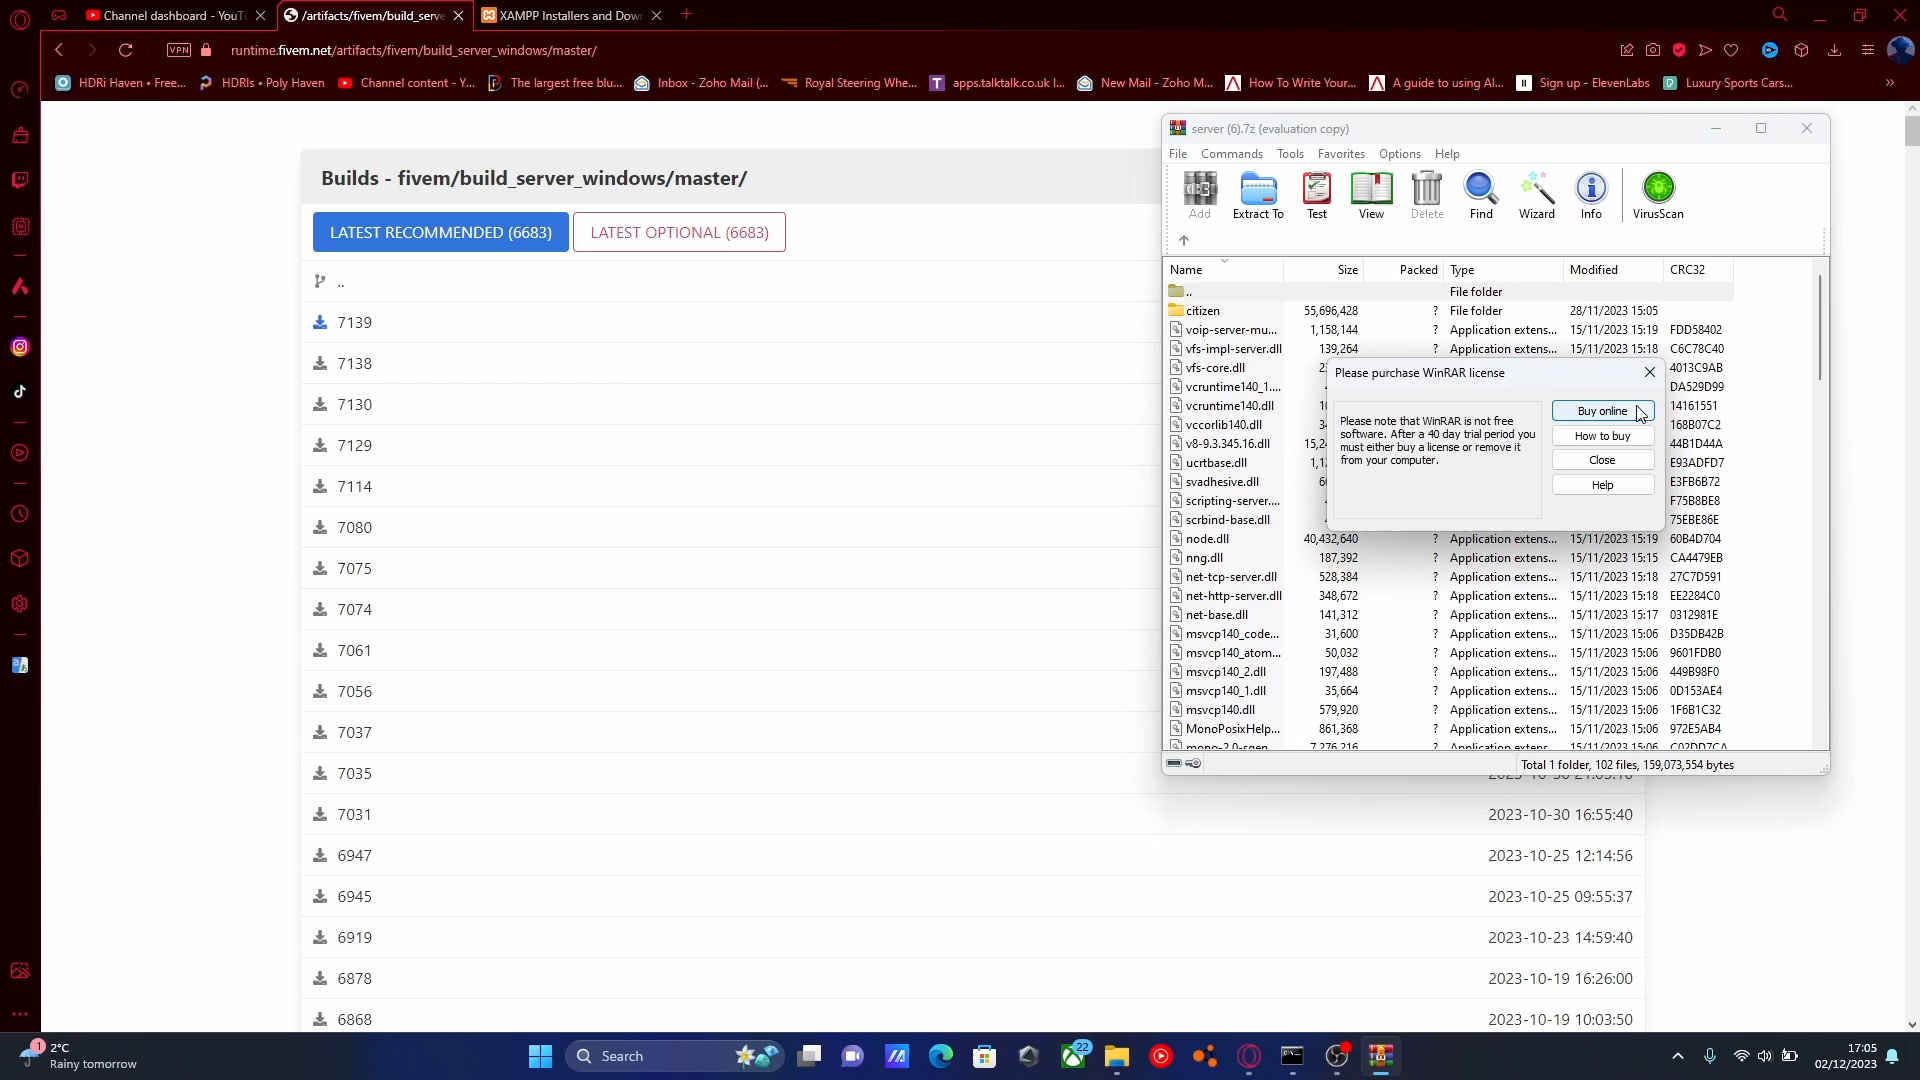 Channel dashboard - YouTu
/artifacts/fivem/build_serve
XAMPP Installers and Down
VPN
runtime.fivem.net/artifacts/fivem/build_server_windows/master/
HDRi Haven • Free...
HDRIs • Poly Haven
Channel content - Y...
The largest free blu...
Inbox - Zoho Mail (...
Royal Steering Whe...
apps.talktalk.co.uk l...
New Mail - Zoho M...
How To Write Your...
A guide to using AI...
Sign up - ElevenLabs
Luxury Sports Cars...
Builds - fivem/build_server_windows/master/
LATEST RECOMMENDED (6683)
LATEST OPTIONAL (6683)
..
7139
7138
7130
7129
7114
7080
7075
7074
7061
7056
7037
7035
7031 2023-10-30 16:55:40
6947 2023-10-25 12:14:56
6945 2023-10-25 09:55:37
6919 2023-10-23 14:59:40
6878 2023-10-19 16:26:00
6868 2023-10-19 10:03:50
server (6).7z (evaluation copy)
File Commands Tools Favorites Options Help
Add Extract To Test View Delete Find Wizard Info VirusScan
Name Size Packed Type Modified CRC32
.. File folder
citizen 55,696,428 ? File folder 28/11/2023 15:05
voip-server-mu... 1,158,144 ? Application extens... 15/11/2023 15:19 FDD58402
vfs-impl-server.dll 139,264 ? Application extens... 15/11/2023 15:18 C6C78C40
vfs-core.dll 4013C9AB
vcruntime140_1.... DA529D99
vcruntime140.dll 14161551
vccorlib140.dll 168B07C2
v8-9.3.345.16.dll 44B1D44A
ucrtbase.dll E93ADFD7
svadhesive.dll E3FB6B72
scripting-server.... F75B8BE8
scrbind-base.dll 75EBE86E
node.dll 40,432,640 ? Application extens... 15/11/2023 15:19 60B4D704
nng.dll 187,392 ? Application extens... 15/11/2023 15:15 CA4479EB
net-tcp-server.dll 528,384 ? Application extens... 15/11/2023 15:18 27C7D591
net-http-server.dll 348,672 ? Application extens... 15/11/2023 15:18 EE2284C0
net-base.dll 141,312 ? Application extens... 15/11/2023 15:17 0312981E
msvcp140_code... 31,600 ? Application extens... 15/11/2023 15:06 D35DB42B
msvcp140_atom... 50,032 ? Application extens... 15/11/2023 15:06 9601FDB0
msvcp140_2.dll 197,488 ? Application extens... 15/11/2023 15:06 449B98F0
msvcp140_1.dll 35,664 ? Application extens... 15/11/2023 15:06 0D153AE4
msvcp140.dll 579,920 ? Application extens... 15/11/2023 15:06 1F6B1C32
MonoPosixHelp... 861,368 ? Application extens... 15/11/2023 15:06 972E5AB4
mono-2.0-sgen 7,276,216 ? Application extens... 15/11/2023 15:06 C02DD7CA
Total 1 folder, 102 files, 159,073,554 bytes
Please purchase WinRAR license
Please note that WinRAR is not free
software. After a 40 day trial period you
must either buy a license or remove it
from your computer.
Buy online
How to buy
Close
Help
1
2°C
Rainy tomorrow
Search
22
17:05
02/12/2023